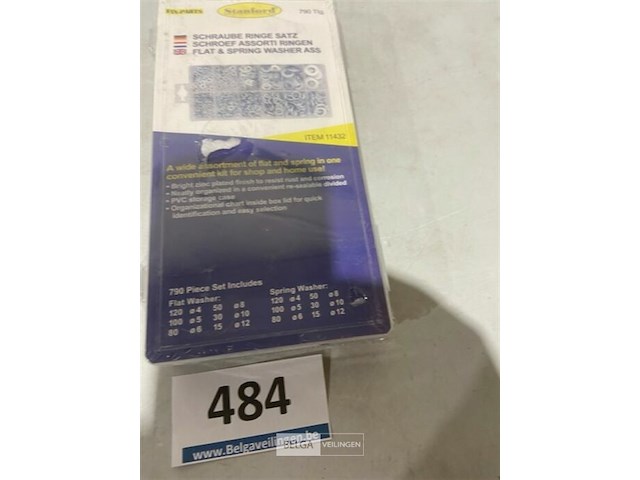 FIX-PARTS
Stanford
790 Tlg
SCHRAUBE RINGE SATZ
SCHROEF ASSORTI RINGEN
FLAT & SPRING WASHER ASS
ITEM 11432
A wide assortment of flat and spring in one
convenient kit for shop and home use!
• Bright zinc plated finish to resist rust and corrosion
• Neatly organized in a convenient re-sealable divided
• PVC storage case
• Organizational chart inside box lid for quick
identification and easy selection
790 Piece Set Includes
Flat Washer: Spring Washer:
120 ø4 50 ø8 120 ø4 50 ø8
100 ø5 30 ø10 100 ø5 30 ø10
80 ø6 15 ø12 80 ø6 15 ø12
484
www.Belgaveilingen.be
BELGA VEILINGEN